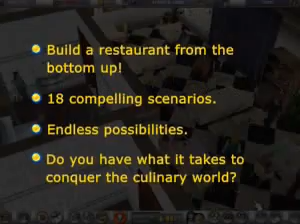 Build a restaurant from the
bottom up!
18 compelling scenarios.
Endless possibilities.
Do you have what it takes to
conquer the culinary world?